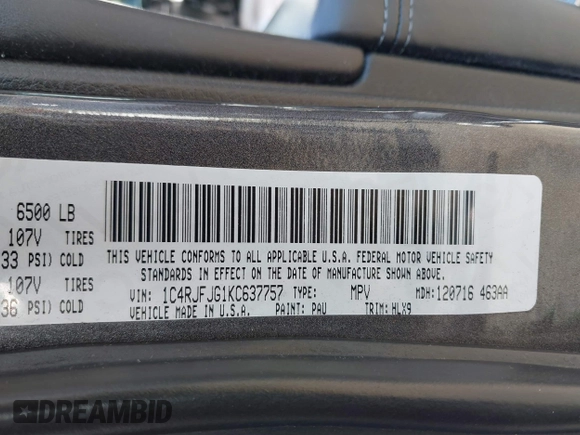 6500 LB
107V TIRES
33 PSI) COLD
107V TIRES
36 PSI) COLD
THIS VEHICLE CONFORMS TO ALL APPLICABLE U.S.A. FEDERAL MOTOR VEHICLE SAFETY
STANDARDS IN EFFECT ON THE DATE OF MANUFACTURE SHOWN ABOVE.
VIN: 1C4RJFJG1KC637757 TYPE: MPV MDH: 120716 463AA
VEHICLE MADE IN U.S.A. PAINT: PAU TRIM: HLX9
DREAMBID